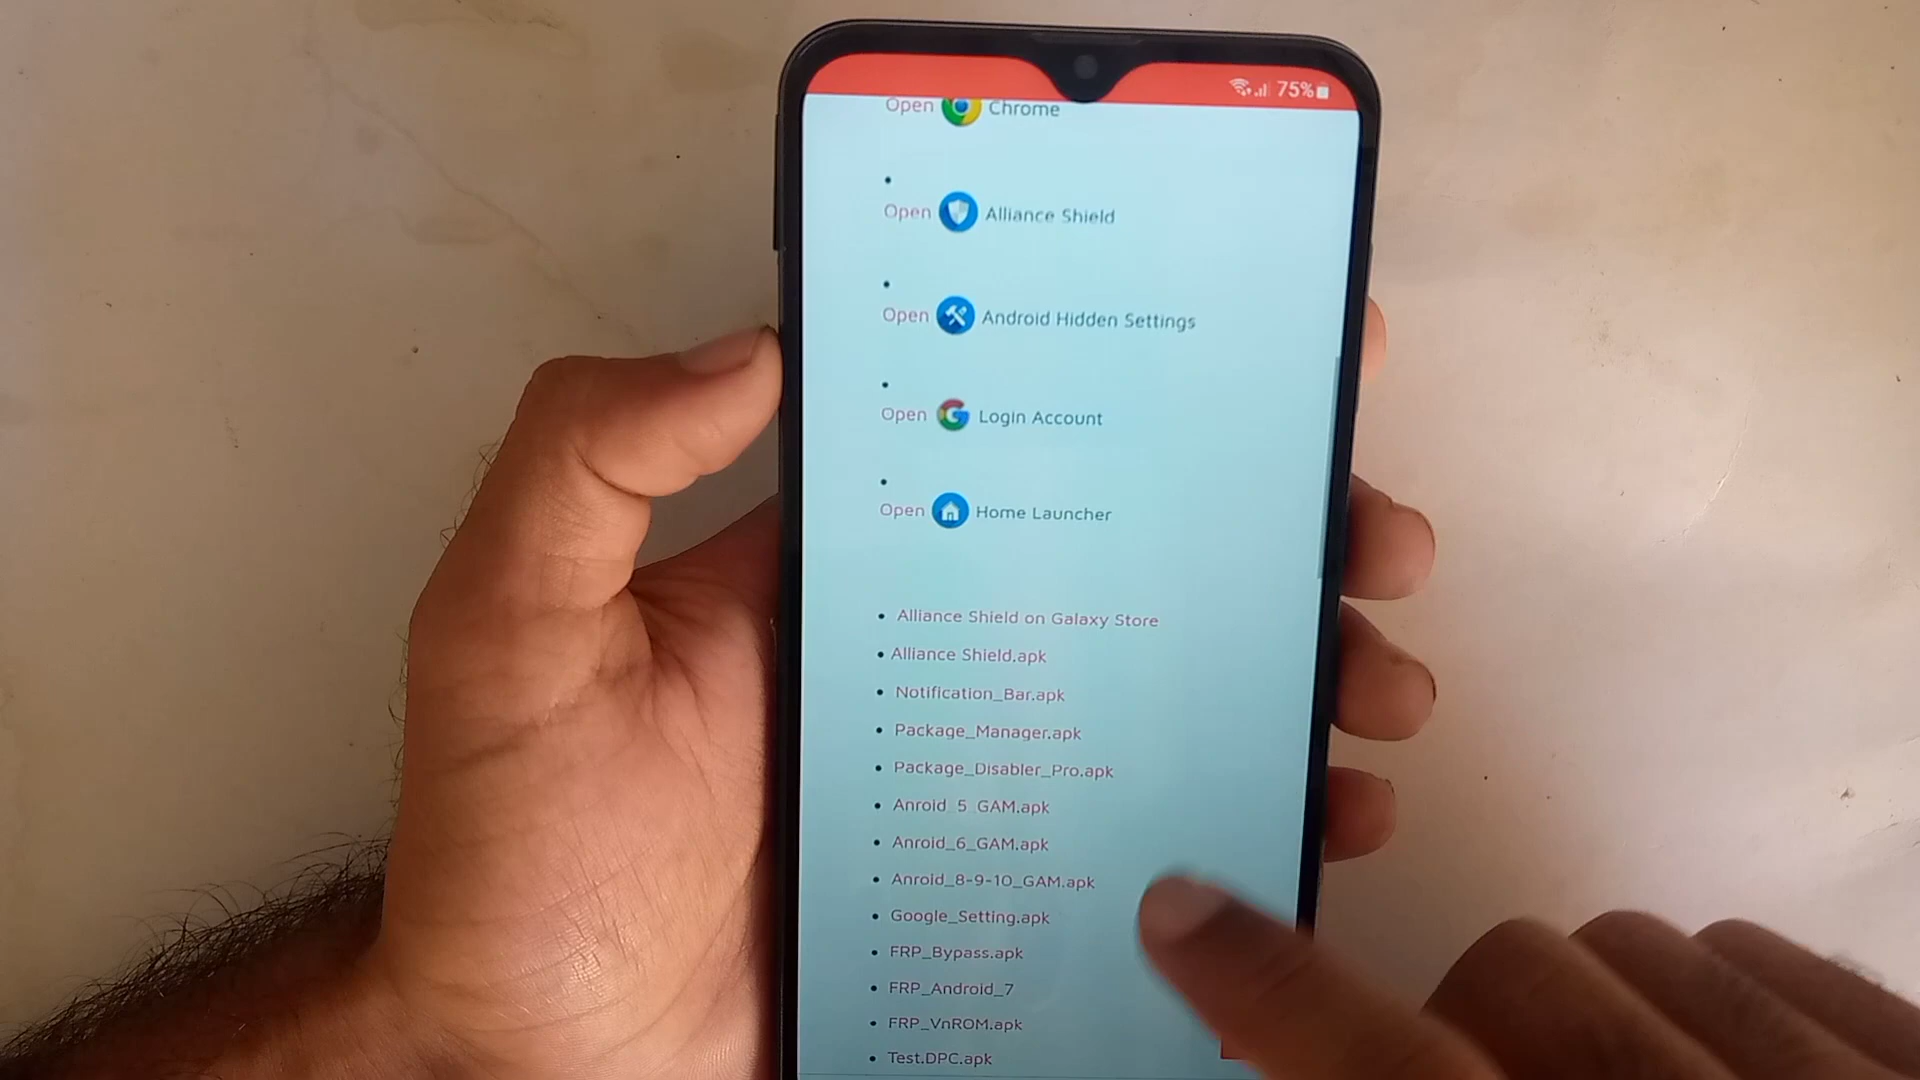 75%
Open Chrome
Open Alliance Shield
Open Android Hidden Settings
Open Login Account
Open Home Launcher
Alliance Shield on Galaxy Store
Alliance Shield.apk
Notification_Bar.apk
Package_Manager.apk
Package_Disabler_Pro.apk
Anroid_5_GAM.apk
Anroid_6_GAM.apk
Anroid_8-9-10_GAM.apk
Google_Setting.apk
FRP_Bypass.apk
FRP_Android_7
FRP_VnROM.apk
Test.DPC.apk